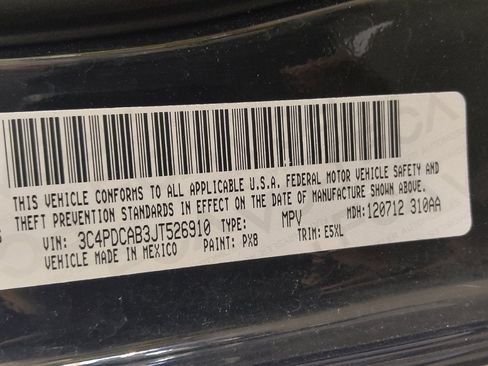 THIS VEHICLE CONFORMS TO ALL APPLICABLE U.S.A. FEDERAL MOTOR VEHICLE SAFETY AND
THEFT PREVENTION STANDARDS IN EFFECT ON THE DATE OF MANUFACTURE SHOWN ABOVE.
VIN: 3C4PDCAB3JT526910 TYPE: MPV MDH: 120712 310AA
VEHICLE MADE IN MEXICO PAINT: PX8 TRIM: E5XL